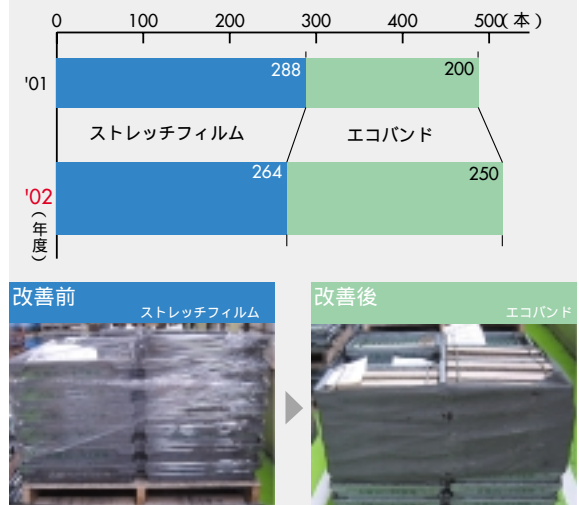 0 100 200 300 400 500(本)
'01 288 200
ストレッチフィルム エコバンド
'02 264 250
(年度)
改善前 改善後
ストレッチフィルム エコバンド